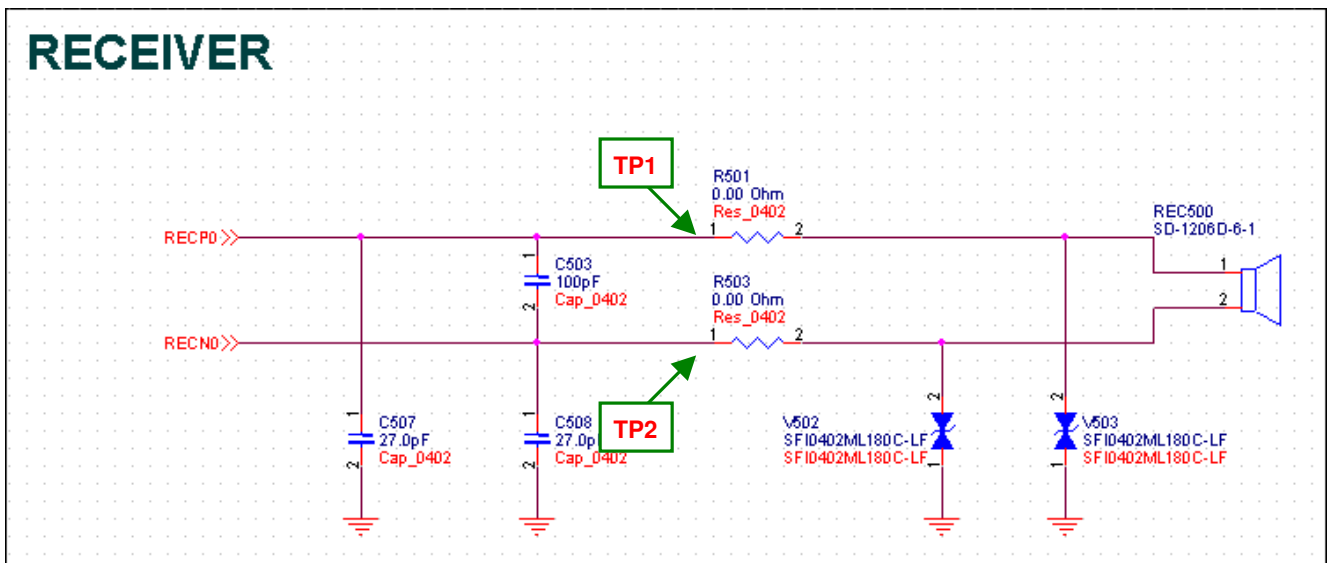 RECEIVER
TP1
R501
0.00 Ohm
Res_0402
1
2
REC500
SD-1206D-6-1
RECP0
1
2
1
C503
100pF
Cap_0402
2
R503
0.00 Ohm
Res_0402
1
2
RECN0
TP2
1
C507
27.0pF
Cap_0402
2
1
C508
27.0p
Cap_0402
2
2
V502
SFI0402ML180C-LF
SFI0402ML180C-LF
1
2
V503
SFI0402ML180C-LF
SFI0402ML180C-LF
1